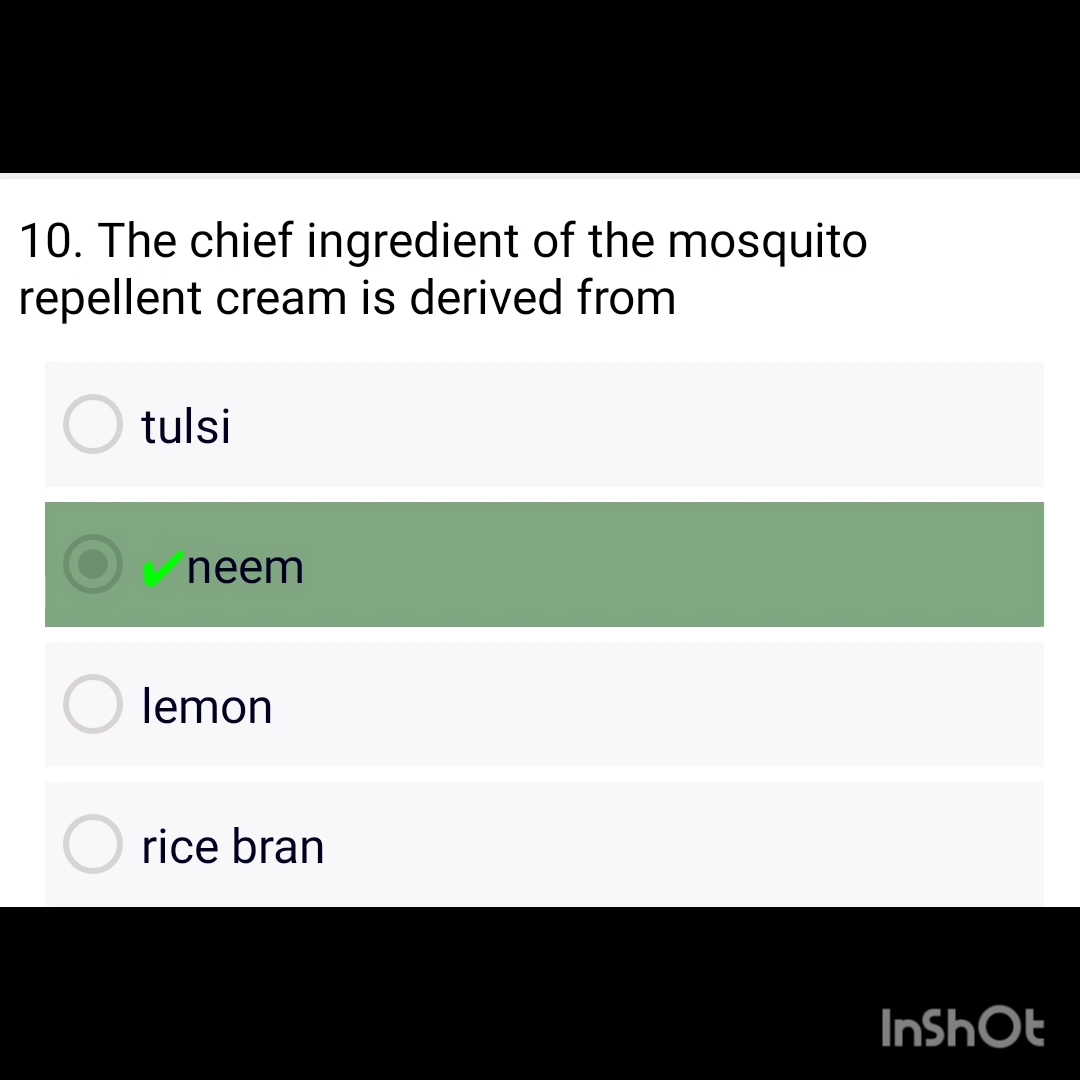 10. The chief ingredient of the mosquito
repellent cream is derived from
tulsi
✔neem
lemon
rice bran
InShOt